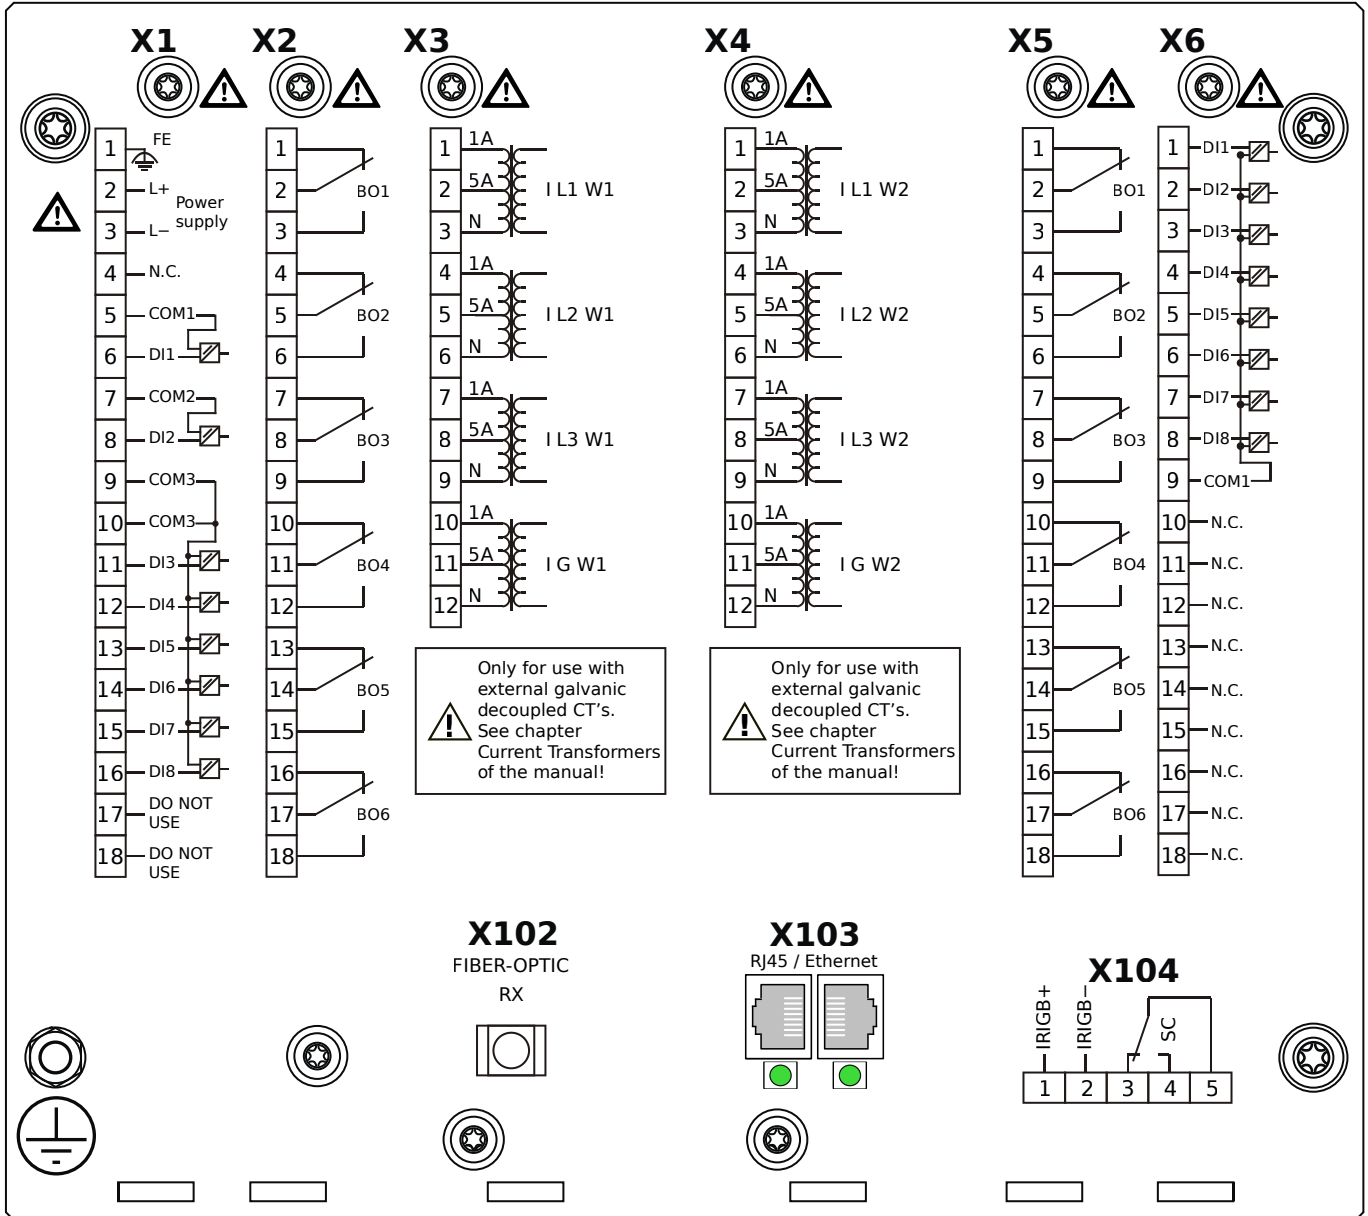 X1
X2
X3
X4
X5
X6
1 FE
2 L+
Power
supply
3 L−
4 N.C.
5 COM1
6 DI1
7 COM2
8 DI2
9 COM3
10 COM3
11 DI3
12 DI4
13 DI5
14 DI6
15 DI7
16 DI8
17 DO NOT
USE
18 DO NOT
USE
1
2 BO1
3
4
5 BO2
6
7
8 BO3
9
10
11 BO4
12
13
14 BO5
15
16
17 BO6
18
1 1A
2 5A I L1 W1
3 N
4 1A
5 5A I L2 W1
6 N
7 1A
8 5A I L3 W1
9 N
10 1A
11 5A I G W1
12 N
Only for use with
external galvanic
decoupled CT's.
See chapter
Current Transformers
of the manual!
1 1A
2 5A I L1 W2
3 N
4 1A
5 5A I L2 W2
6 N
7 1A
8 5A I L3 W2
9 N
10 1A
11 5A I G W2
12 N
Only for use with
external galvanic
decoupled CT's.
See chapter
Current Transformers
of the manual!
1
2 BO1
3
4
5 BO2
6
7
8 BO3
9
10
11 BO4
12
13
14 BO5
15
16
17 BO6
18
1 DI1
2 DI2
3 DI3
4 DI4
5 DI5
6 DI6
7 DI7
8 DI8
9 COM1
10 N.C.
11 N.C.
12 N.C.
13 N.C.
14 N.C.
15 N.C.
16 N.C.
17 N.C.
18 N.C.
X102
FIBER-OPTIC
RX
X103
RJ45 / Ethernet
X104
IRIGB+
IRIGB−
SC
1 2 3 4 5